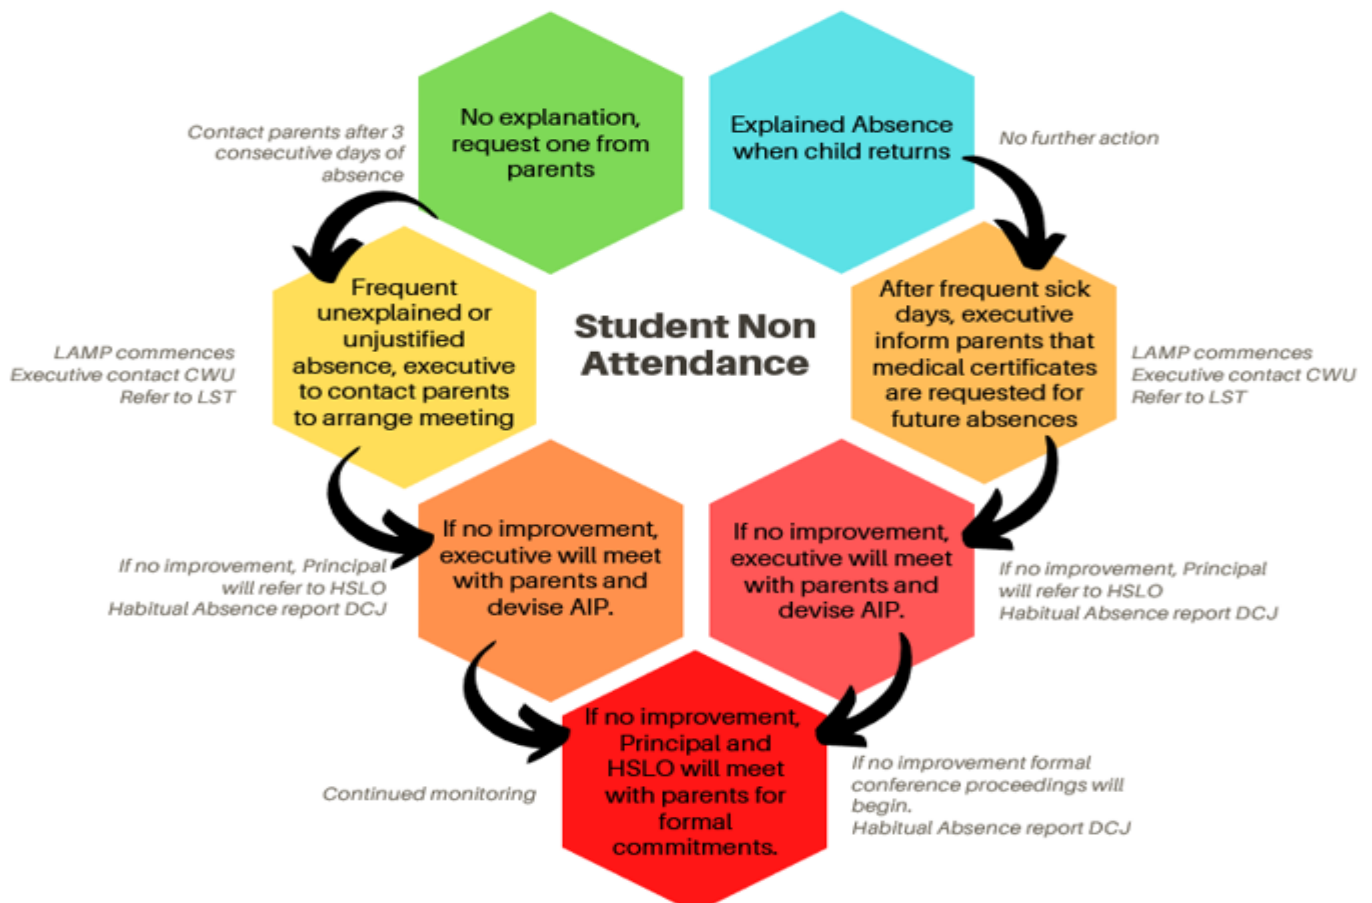 No explanation,
request one from
parents
Explained Absence
when child returns
Contact parents after 3
consecutive days of
absence
No further action
Student Non
Attendance
Frequent
unexplained or
unjustified
absence, executive
to contact parents
to arrange meeting
After frequent sick
days, executive
inform parents that
medical certificates
are requested for
future absences
LAMP commences
Executive contact CWU
Refer to LST
LAMP commences
Executive contact CWU
Refer to LST
If no improvement,
executive will meet
with parents and
devise AIP.
If no improvement,
executive will meet
with parents and
devise AIP.
If no improvement, Principal
will refer to HSLO
Habitual Absence report DCJ
If no improvement, Principal
will refer to HSLO
Habitual Absence report DCJ
If no improvement,
Principal and
HSLO will meet
with parents for
formal
commitments.
Continued monitoring
If no improvement formal
conference proceedings will
begin.
Habitual Absence report DCJ